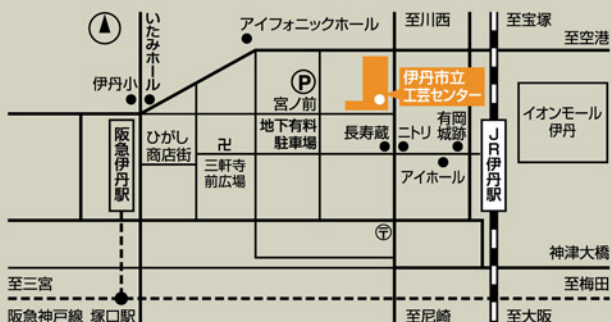 いたみホール
アイフォニックホール
至川西
至宝塚
至空港
伊丹小
P
宮ノ前
地下有料
駐車場
伊丹市立
工芸センター
イオンモール
伊丹
阪急伊丹駅
ひがし
商店街
卍
三軒寺
前広場
長寿蔵
ニトリ
有岡
城跡
アイホール
JR伊丹駅
〒
神津大橋
至三宮
至梅田
阪急神戸線
塚口駅
至尼崎
至大阪